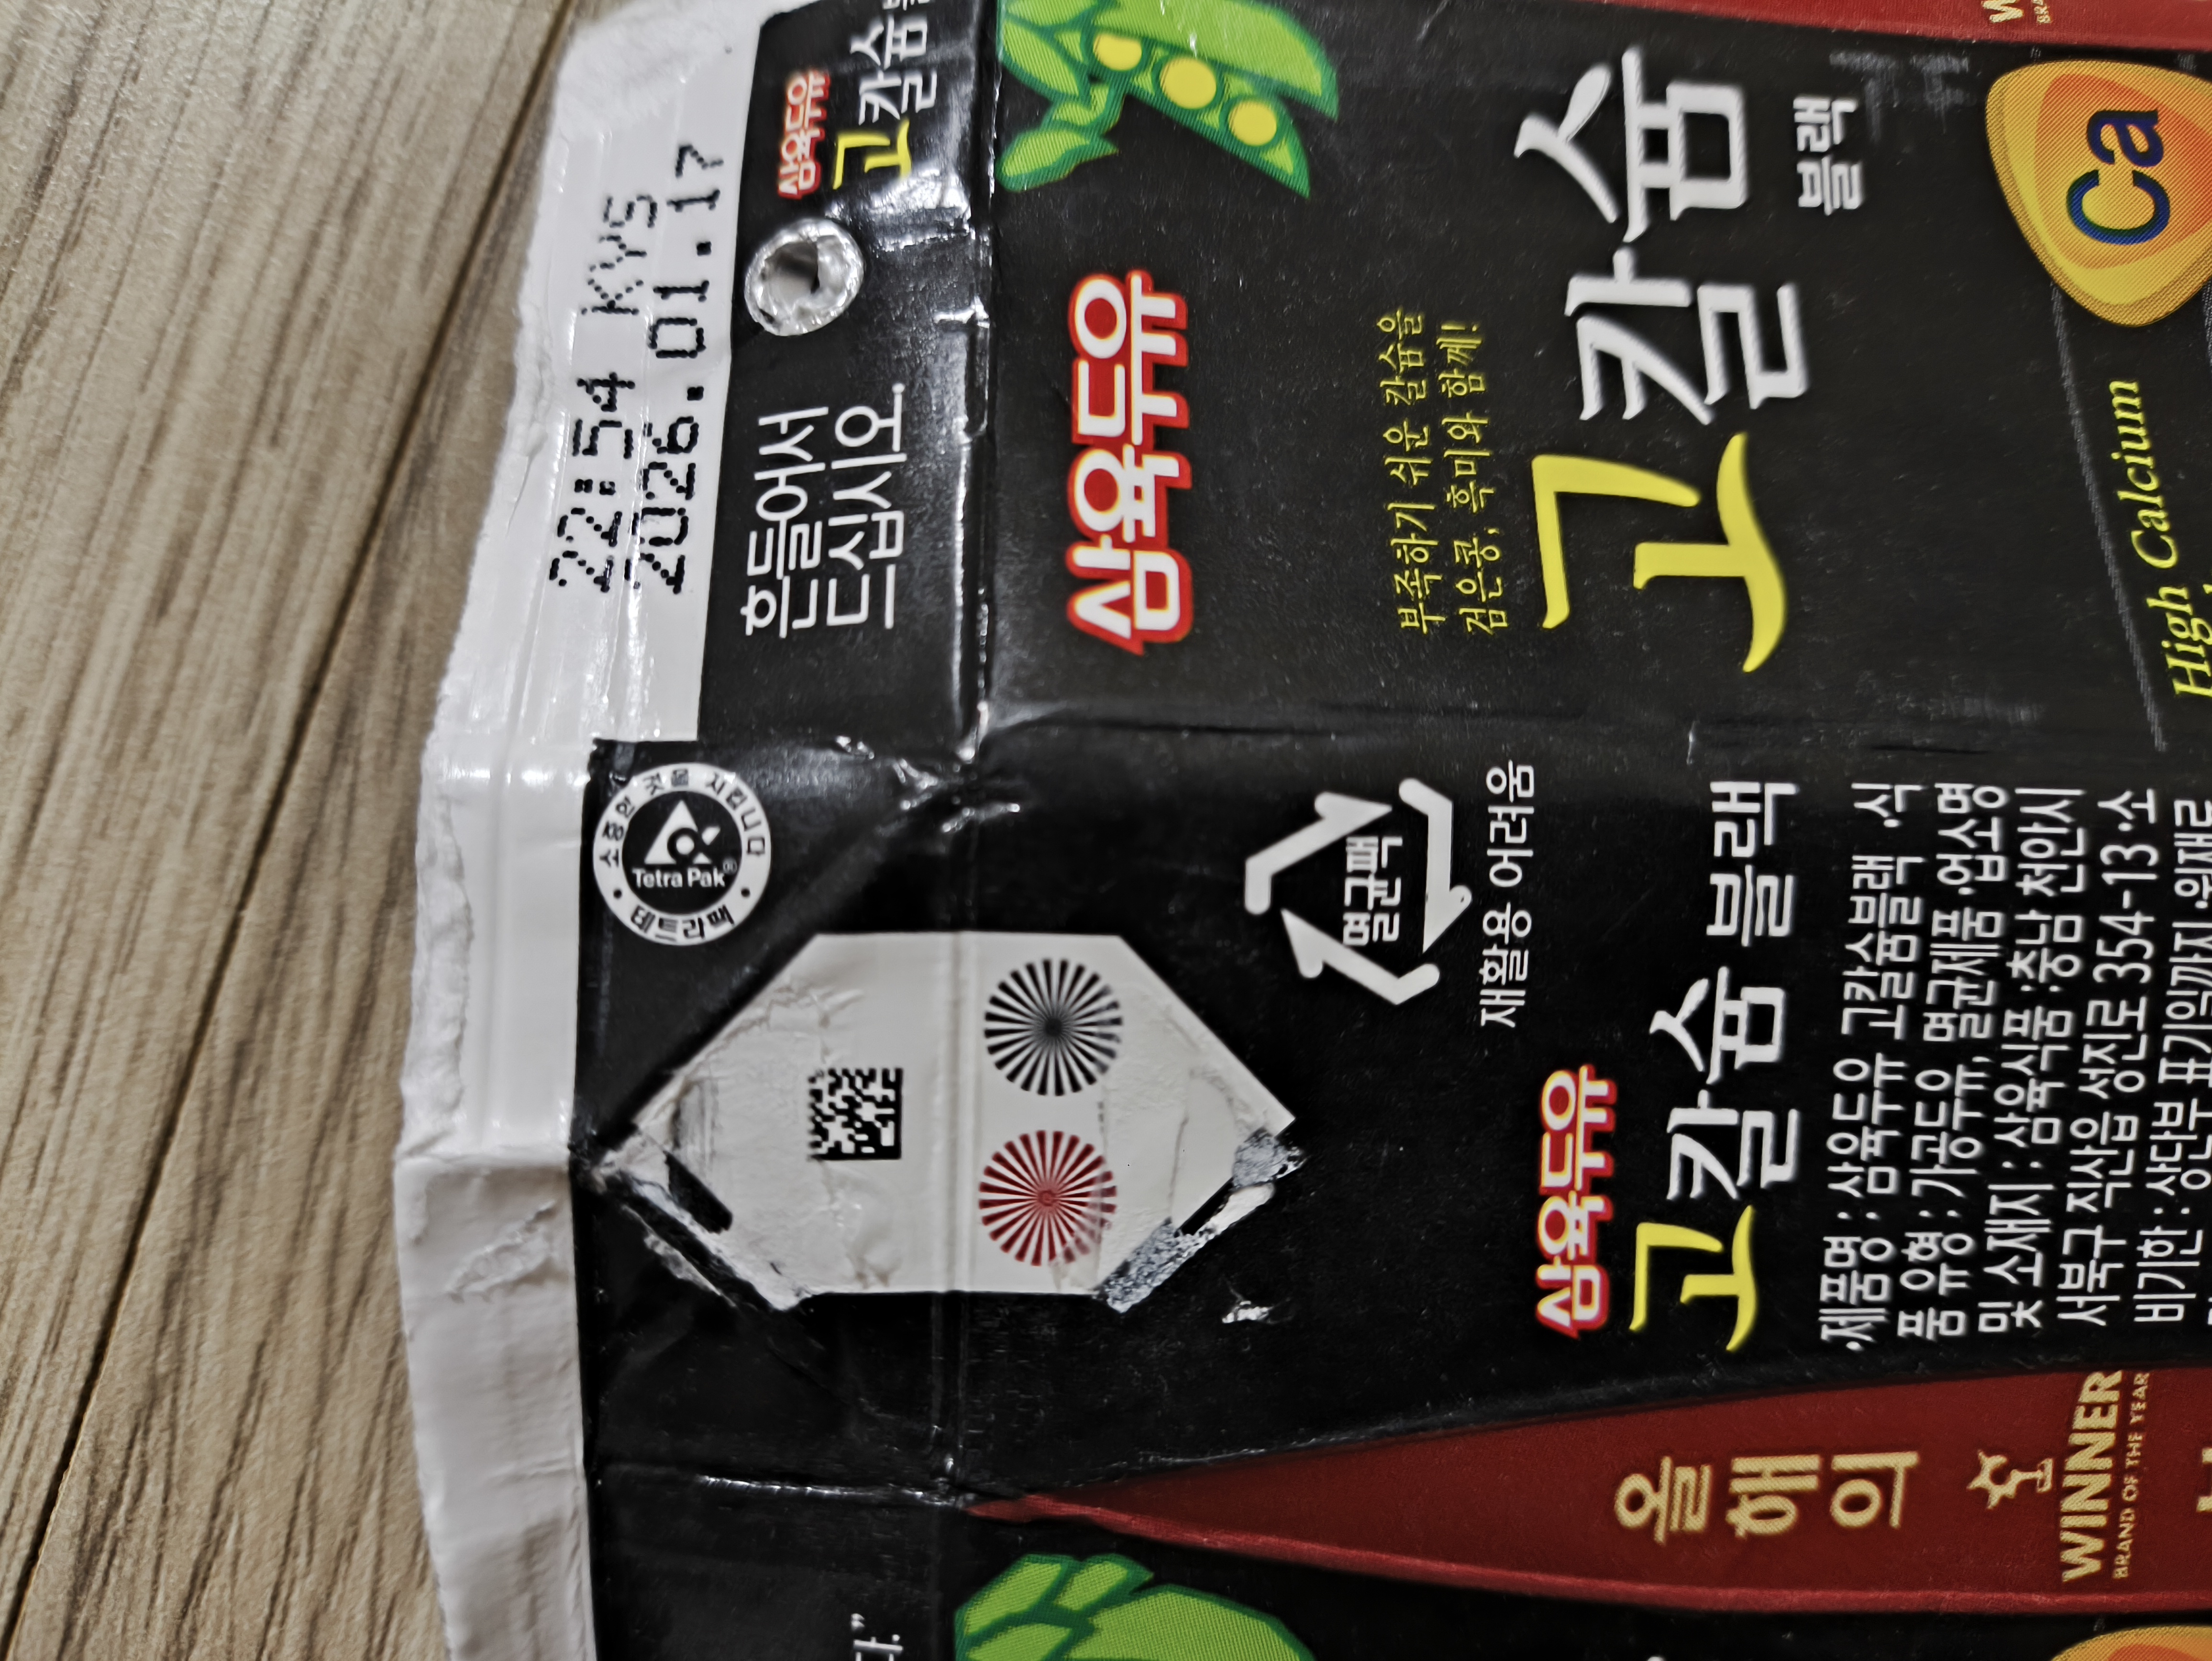 22:54 KY5
2026.01.17
흔들어서
드십시오.
삼육두유
고칼슘
삼육두유
부족하기 쉬운 칼슘을
검은콩, 흑미와 함께!
고칼슘
블랙
Ca
High Calcium
소중한 것을 지킵니다
Tetra Pak®
테트라팩
멸균팩
재활용 어려움
삼육두유
고칼슘 블랙
•제품명 : 삼육두유 고칼슘블랙 •식
품 유형 : 가공두유, 멸균제품 •업소명
및 소재지 : 삼육식품 : 충남 천안시
서북구 직산읍 성진로 354-13 •소
비기한 : 상단부 표기일까지 •원재료
올해의
WINNER
BRAND OF THE YEAR
다."